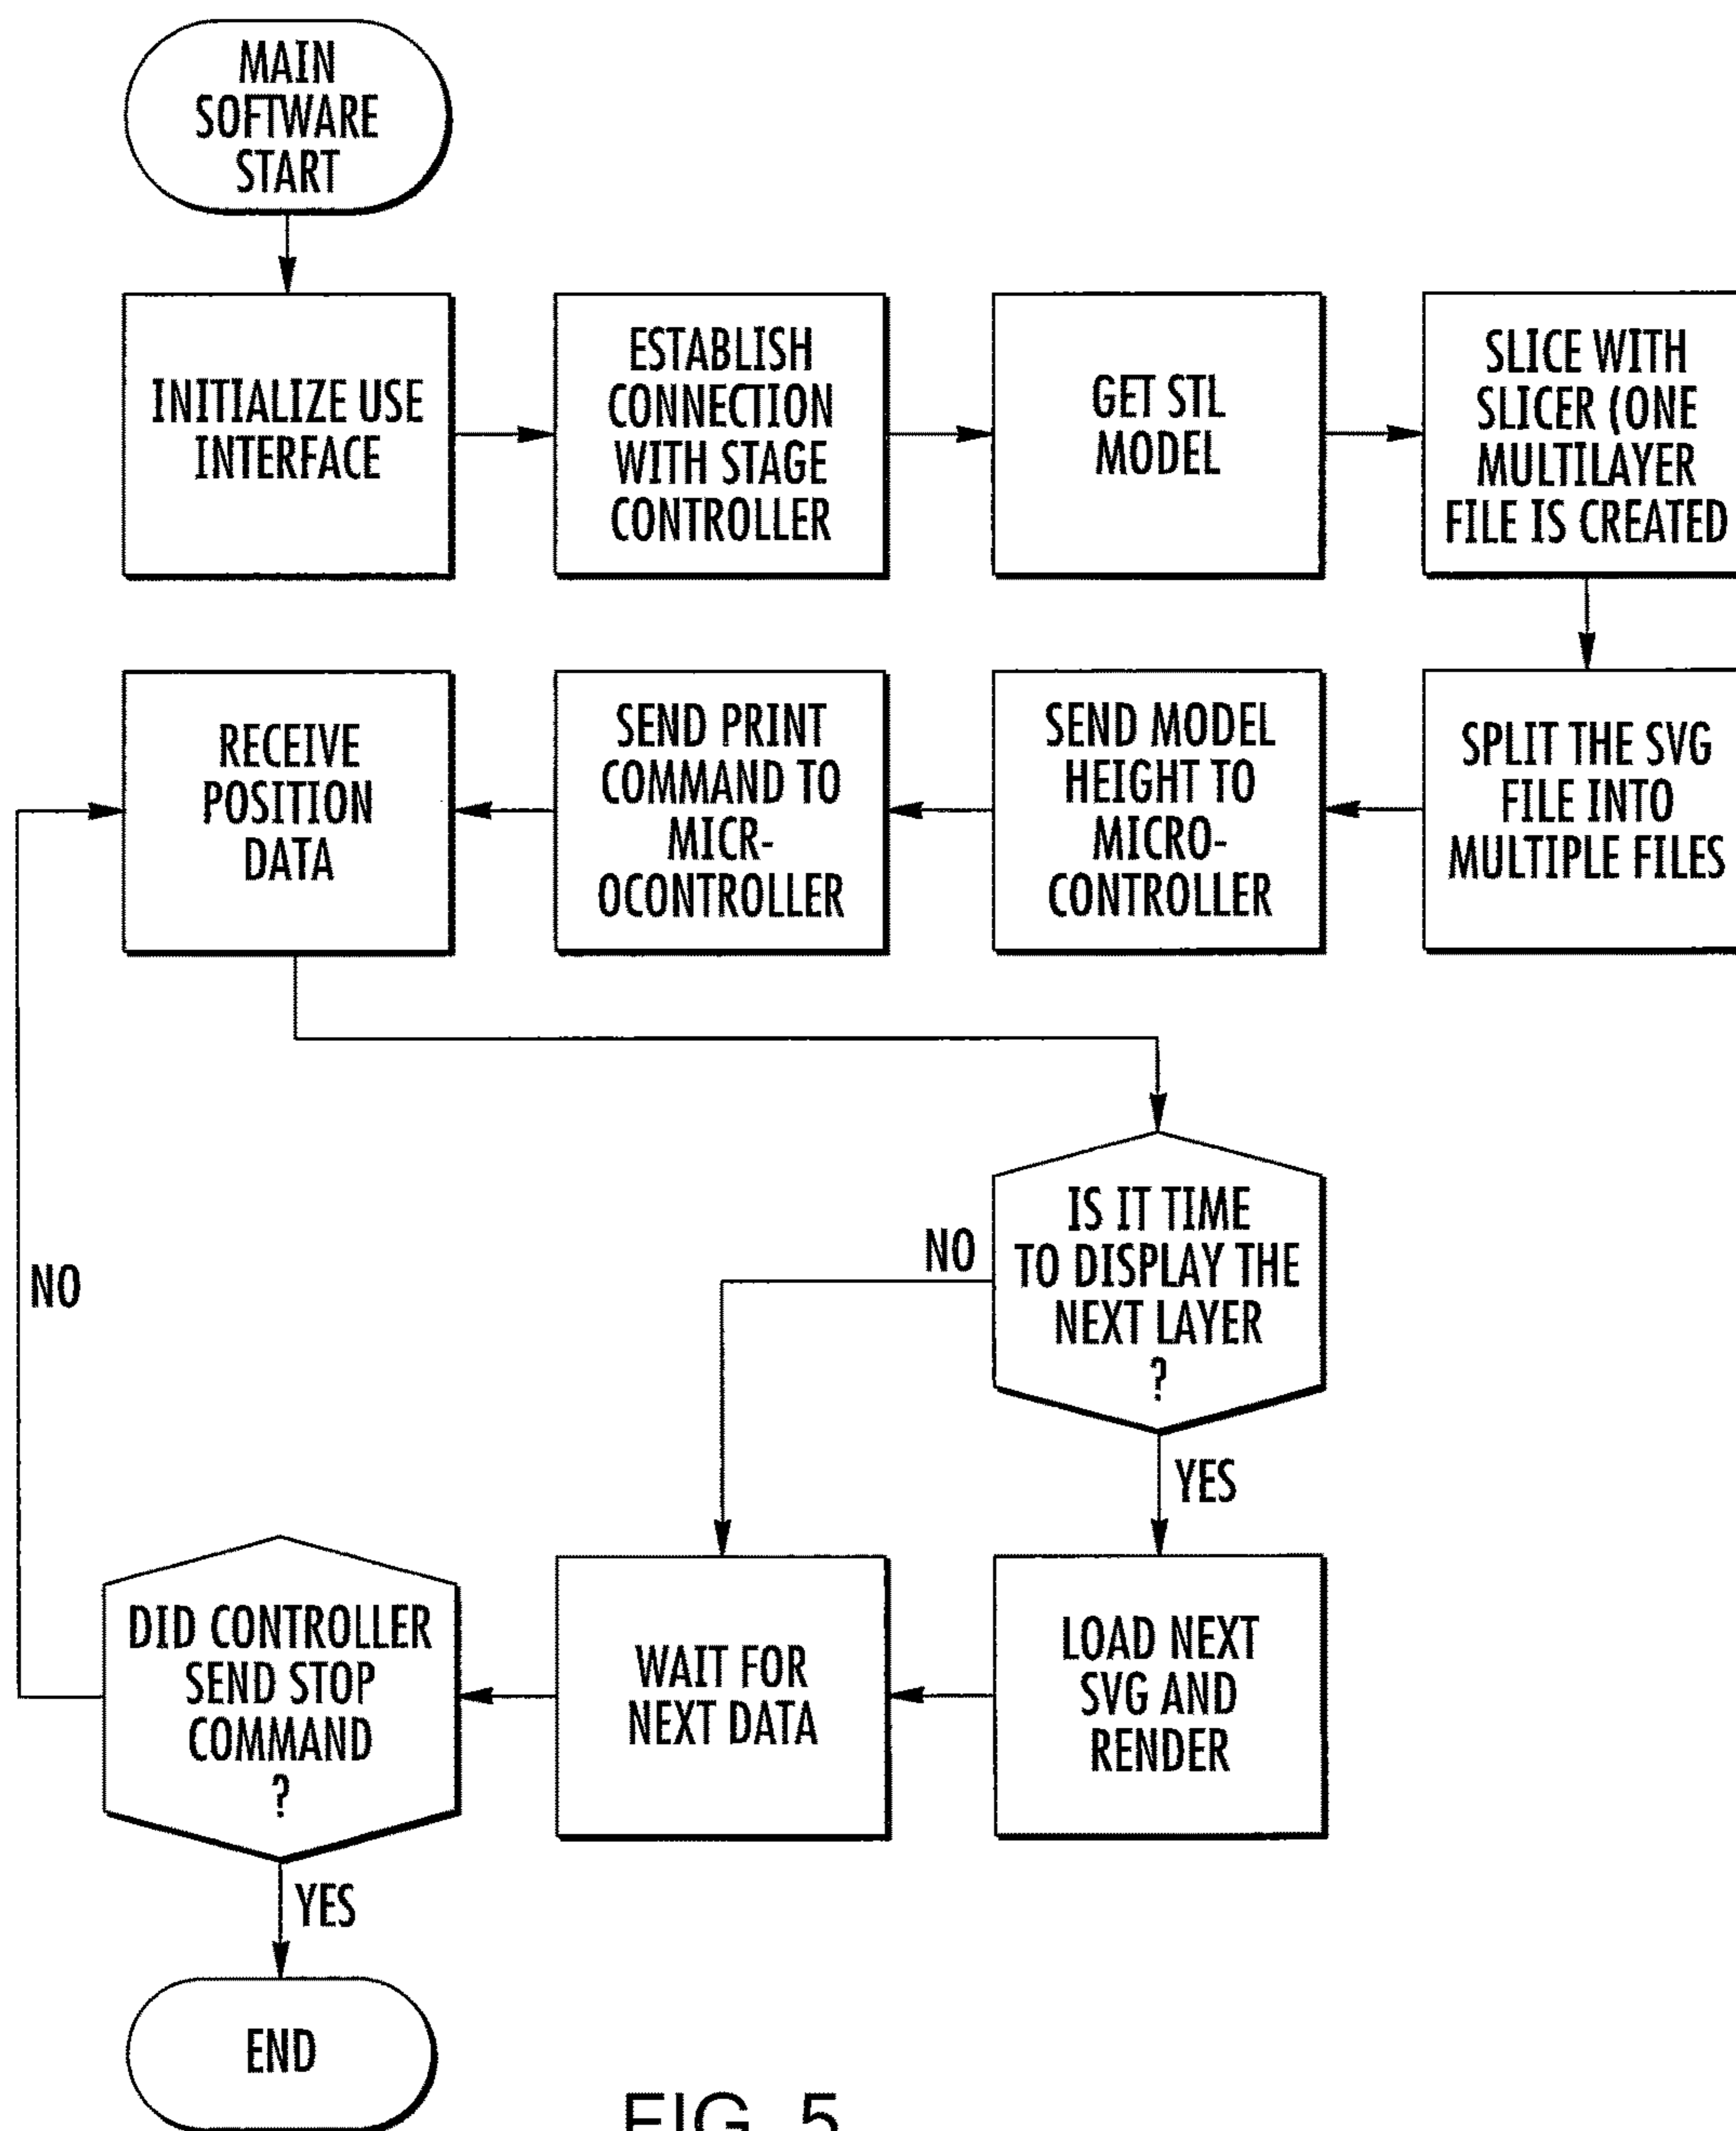 MAIN
SOFTWARE
START
INITIALIZE USE
INTERFACE
ESTABLISH
CONNECTION
WITH STAGE
CONTROLLER
GET STL
MODEL
SLICE WITH
SLICER (ONE
MULTILAYER
FILE IS CREATED
SPLIT THE SVG
FILE INTO
MULTIPLE FILES
SEND MODEL
HEIGHT TO
MICRO-
CONTROLLER
SEND PRINT
COMMAND TO
MICR-
OCONTROLLER
RECEIVE
POSITION
DATA
IS IT TIME
TO DISPLAY THE
NEXT LAYER
?
NO
YES
LOAD NEXT
SVG AND
RENDER
WAIT FOR
NEXT DATA
DID CONTROLLER
SEND STOP
COMMAND
?
NO
YES
END
FIG. 5